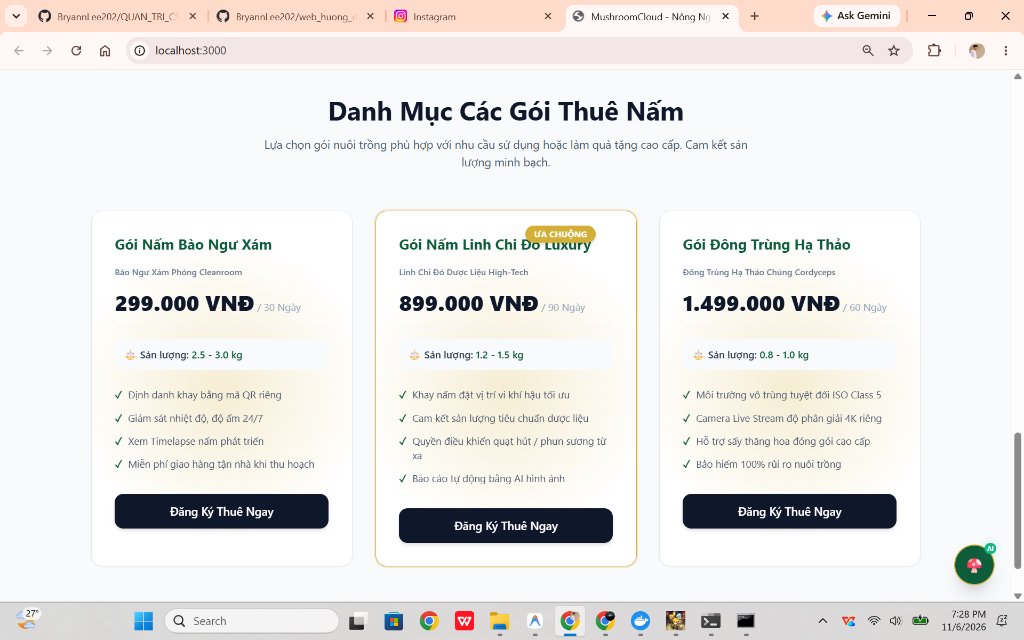 BryannLee202/QUAN_TRI_CS
BryannLee202/web_huong_d
Instagram
MushroomCloud - Nông Ng
Ask Gemini
localhost:3000
Danh Mục Các Gói Thuê Nấm
Lựa chọn gói nuôi trồng phù hợp với nhu cầu sử dụng hoặc làm quà tặng cao cấp. Cam kết sản
lượng minh bạch.
Gói Nấm Bào Ngư Xám
Bào Ngư Xám Phòng Cleanroom
299.000 VNĐ / 30 Ngày
Sản lượng: 2.5 - 3.0 kg
✓ Định danh khay bằng mã QR riêng
✓ Giám sát nhiệt độ, độ ẩm 24/7
✓ Xem Timelapse nấm phát triển
✓ Miễn phí giao hàng tận nhà khi thu hoạch
Đăng Ký Thuê Ngay
ƯA CHUỘNG
Gói Nấm Linh Chi Đỏ Luxury
Linh Chi Đỏ Dược Liệu High-Tech
899.000 VNĐ / 90 Ngày
Sản lượng: 1.2 - 1.5 kg
✓ Khay nấm đặt vị trí vi khí hậu tối ưu
✓ Cam kết sản lượng tiêu chuẩn dược liệu
✓ Quyền điều khiển quạt hút / phun sương từ
xa
✓ Báo cáo tự động bằng AI hình ảnh
Đăng Ký Thuê Ngay
Gói Đông Trùng Hạ Thảo
Đông Trùng Hạ Thảo Chủng Cordyceps
1.499.000 VNĐ / 60 Ngày
Sản lượng: 0.8 - 1.0 kg
✓ Môi trường vô trùng tuyệt đối ISO Class 5
✓ Camera Live Stream độ phân giải 4K riêng
✓ Hỗ trợ sấy thăng hoa đóng gói cao cấp
✓ Bảo hiểm 100% rủi ro nuôi trồng
Đăng Ký Thuê Ngay
AI
27°
Search
7:28 PM
11/6/2026